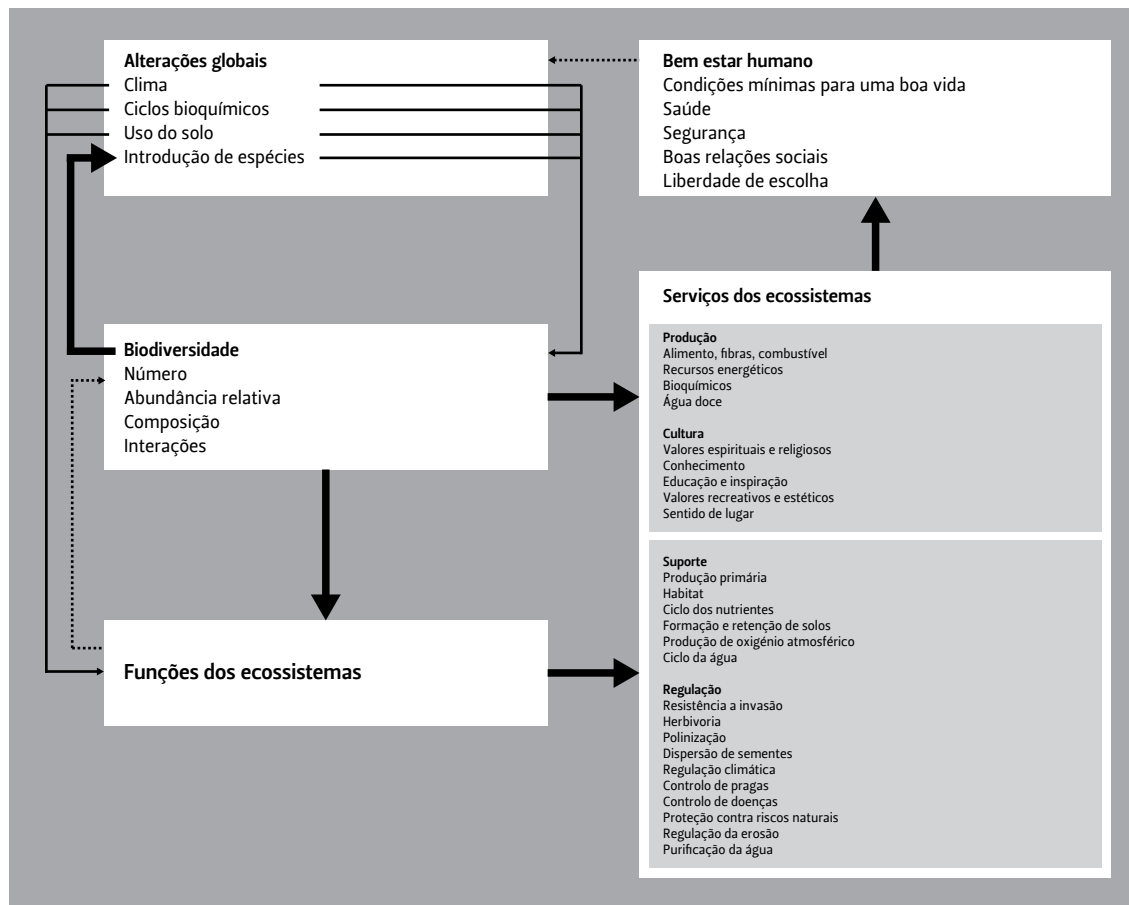 Alterações globais
Clima
Ciclos bioquímicos
Uso do solo
Introdução de espécies
Bem estar humano
Condições mínimas para uma boa vida
Saúde
Segurança
Boas relações sociais
Liberdade de escolha
Biodiversidade
Número
Abundância relativa
Composição
Interações
Funções dos ecossistemas
Serviços dos ecossistemas
Produção
Alimento, fibras, combustível
Recursos energéticos
Bioquímicos
Água doce
Cultura
Valores espirituais e religiosos
Conhecimento
Educação e inspiração
Valores recreativos e estéticos
Sentido de lugar
Suporte
Produção primária
Habitat
Ciclo dos nutrientes
Formação e retenção de solos
Produção de oxigénio atmosférico
Ciclo da água
Regulação
Resistência a invasão
Herbivoria
Polinização
Dispersão de sementes
Regulação climática
Controlo de pragas
Controlo de doenças
Proteção contra riscos naturais
Regulação da erosão
Purificação da água